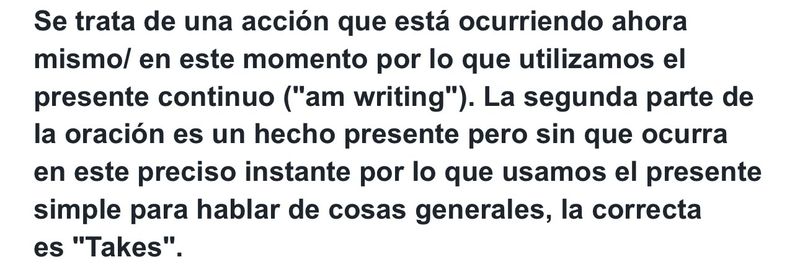 Se trata de una acción que está ocurriendo ahora
mismo/ en este momento por lo que utilizamos el
presente continuo ("am writing"). La segunda parte de
la oración es un hecho presente pero sin que ocurra
en este preciso instante por lo que usamos el presente
simple para hablar de cosas generales, la correcta
es "Takes".